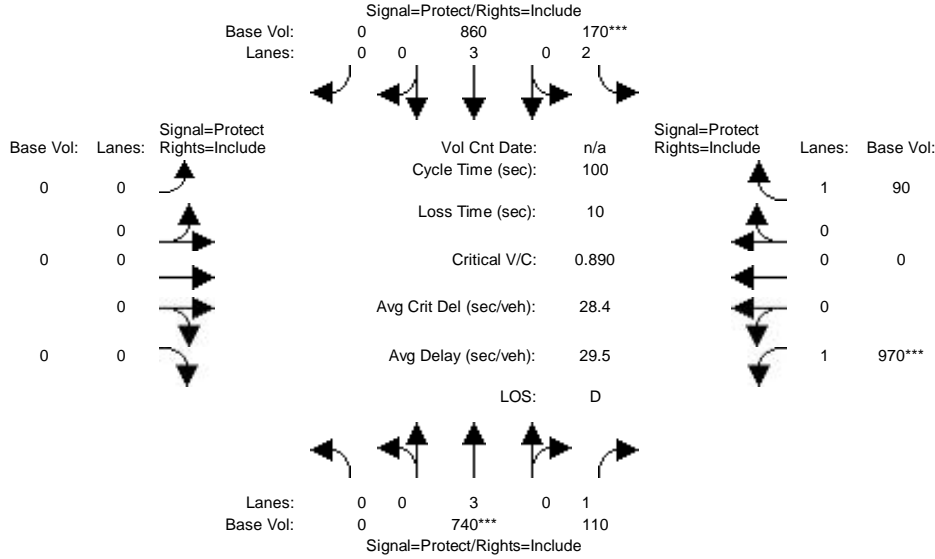 Signal=Protect/Rights=Include
Base Vol: 0 860 170***
Lanes: 0 0 3 0 2
Signal=Protect
Base Vol: Lanes: Rights=Include
Vol Cnt Date: n/a
Signal=Protect
Rights=Include Lanes: Base Vol:
Cycle Time (sec): 100
0 0
1 90
Loss Time (sec): 10
0
0
0 0
Critical V/C: 0.890
0 0
0
Avg Crit Del (sec/veh): 28.4
0
0 0
Avg Delay (sec/veh): 29.5
1 970***
LOS: D
Lanes: 0 0 3 0 1
Base Vol: 0 740*** 110
Signal=Protect/Rights=Include